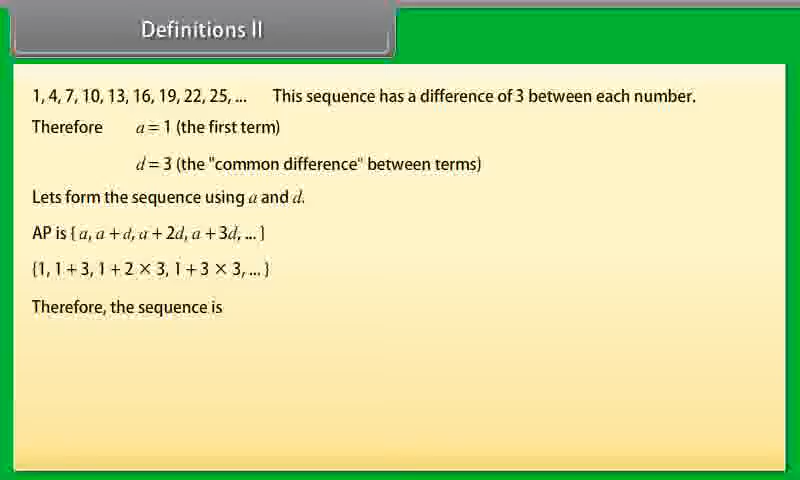 Definitions II
1, 4, 7, 10, 13, 16, 19, 22, 25, ... This sequence has a difference of 3 between each number.
Therefore a = 1 (the first term)
d = 3 (the "common difference" between terms)
Lets form the sequence using a and d.
AP is { a, a + d, a + 2d, a + 3d, ... }
{1, 1 + 3, 1 + 2 × 3, 1 + 3 × 3, ... }
Therefore, the sequence is